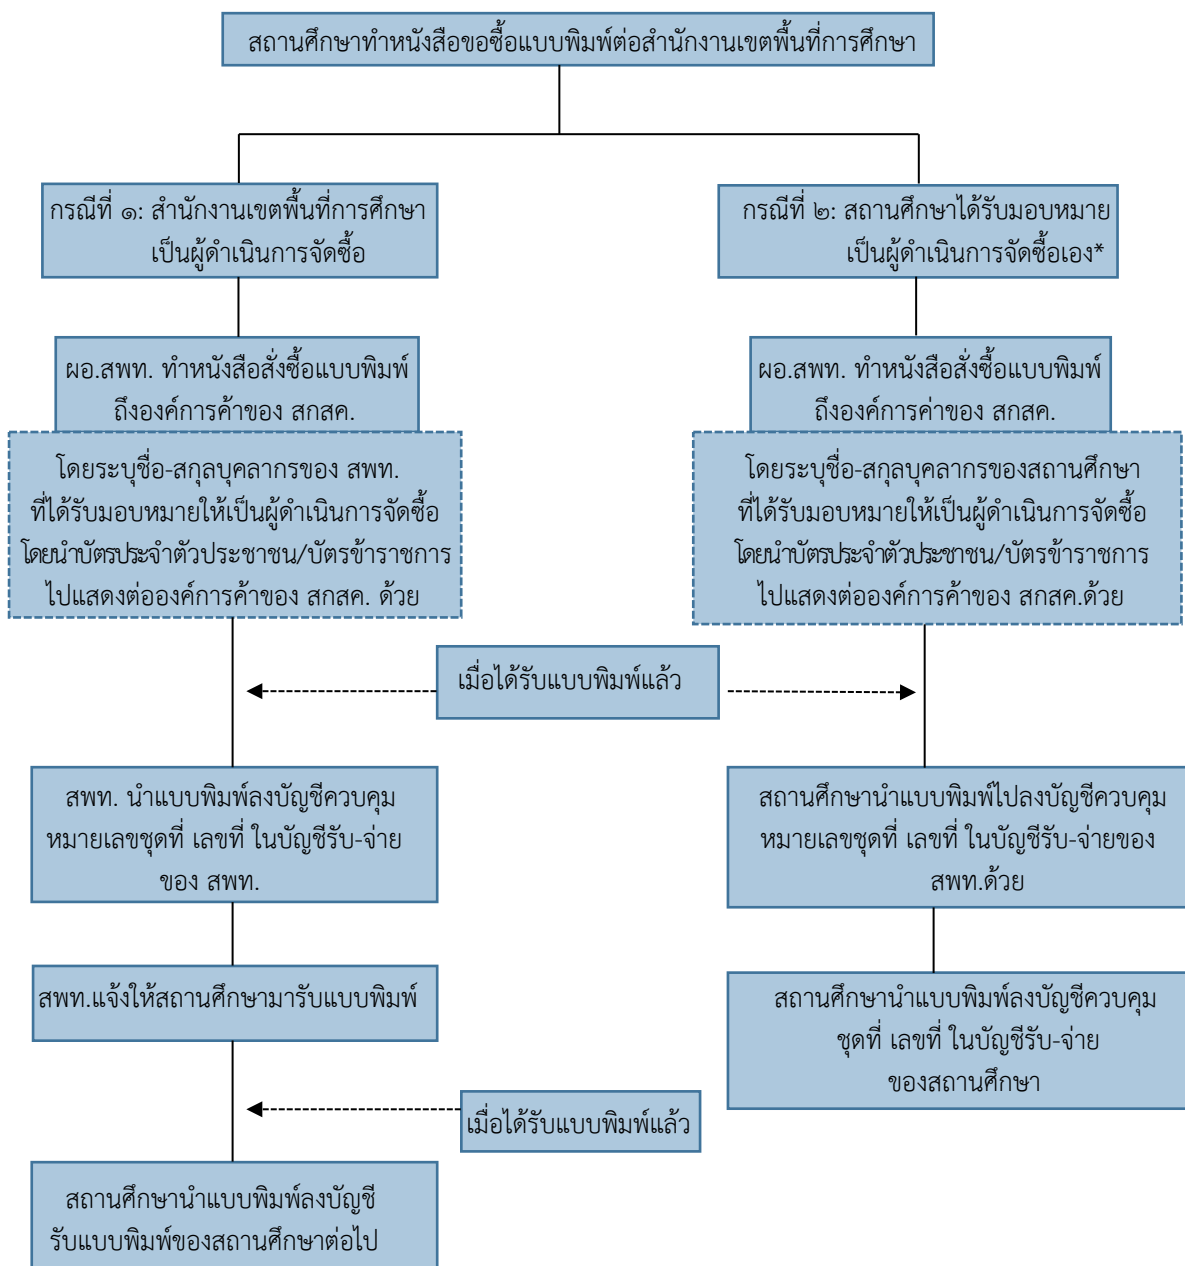 สถานศึกษาทำหนังสือขอซื้อแบบพิมพ์ต่อสำนักงานเขตพื้นที่การศึกษา
กรณีที่ ๑: สำนักงานเขตพื้นที่การศึกษา
เป็นผู้ดำเนินการจัดซื้อ
กรณีที่ ๒: สถานศึกษาได้รับมอบหมาย
เป็นผู้ดำเนินการจัดซื้อเอง*
ผอ.สพท. ทำหนังสือสั่งซื้อแบบพิมพ์
ถึงองค์การค้าของ สกสค.
ผอ.สพท. ทำหนังสือสั่งซื้อแบบพิมพ์
ถึงองค์การค่าของ สกสค.
โดยระบุชื่อ-สกุลบุคลากรของ สพท.
ที่ได้รับมอบหมายให้เป็นผู้ดำเนินการจัดซื้อ
โดยนำบัตรประจำตัวประชาชน/บัตรข้าราชการ
ไปแสดงต่อองค์การค้าของ สกสค. ด้วย
โดยระบุชื่อ-สกุลบุคลากรของสถานศึกษา
ที่ได้รับมอบหมายให้เป็นผู้ดำเนินการจัดซื้อ
โดยนำบัตรประจำตัวประชาชน/บัตรข้าราชการ
ไปแสดงต่อองค์การค้าของ สกสค.ด้วย
เมื่อได้รับแบบพิมพ์แล้ว
สพท. นำแบบพิมพ์ลงบัญชีควบคุม
หมายเลขชุดที่ เลขที่ ในบัญชีรับ-จ่าย
ของ สพท.
สถานศึกษานำแบบพิมพ์ไปลงบัญชีควบคุม
หมายเลขชุดที่ เลขที่ ในบัญชีรับ-จ่ายของ
สพท.ด้วย
สพท.แจ้งให้สถานศึกษามารับแบบพิมพ์
สถานศึกษานำแบบพิมพ์ลงบัญชีควบคุม
ชุดที่ เลขที่ ในบัญชีรับ-จ่าย
ของสถานศึกษา
เมื่อได้รับแบบพิมพ์แล้ว
สถานศึกษานำแบบพิมพ์ลงบัญชี
รับแบบพิมพ์ของสถานศึกษาต่อไป